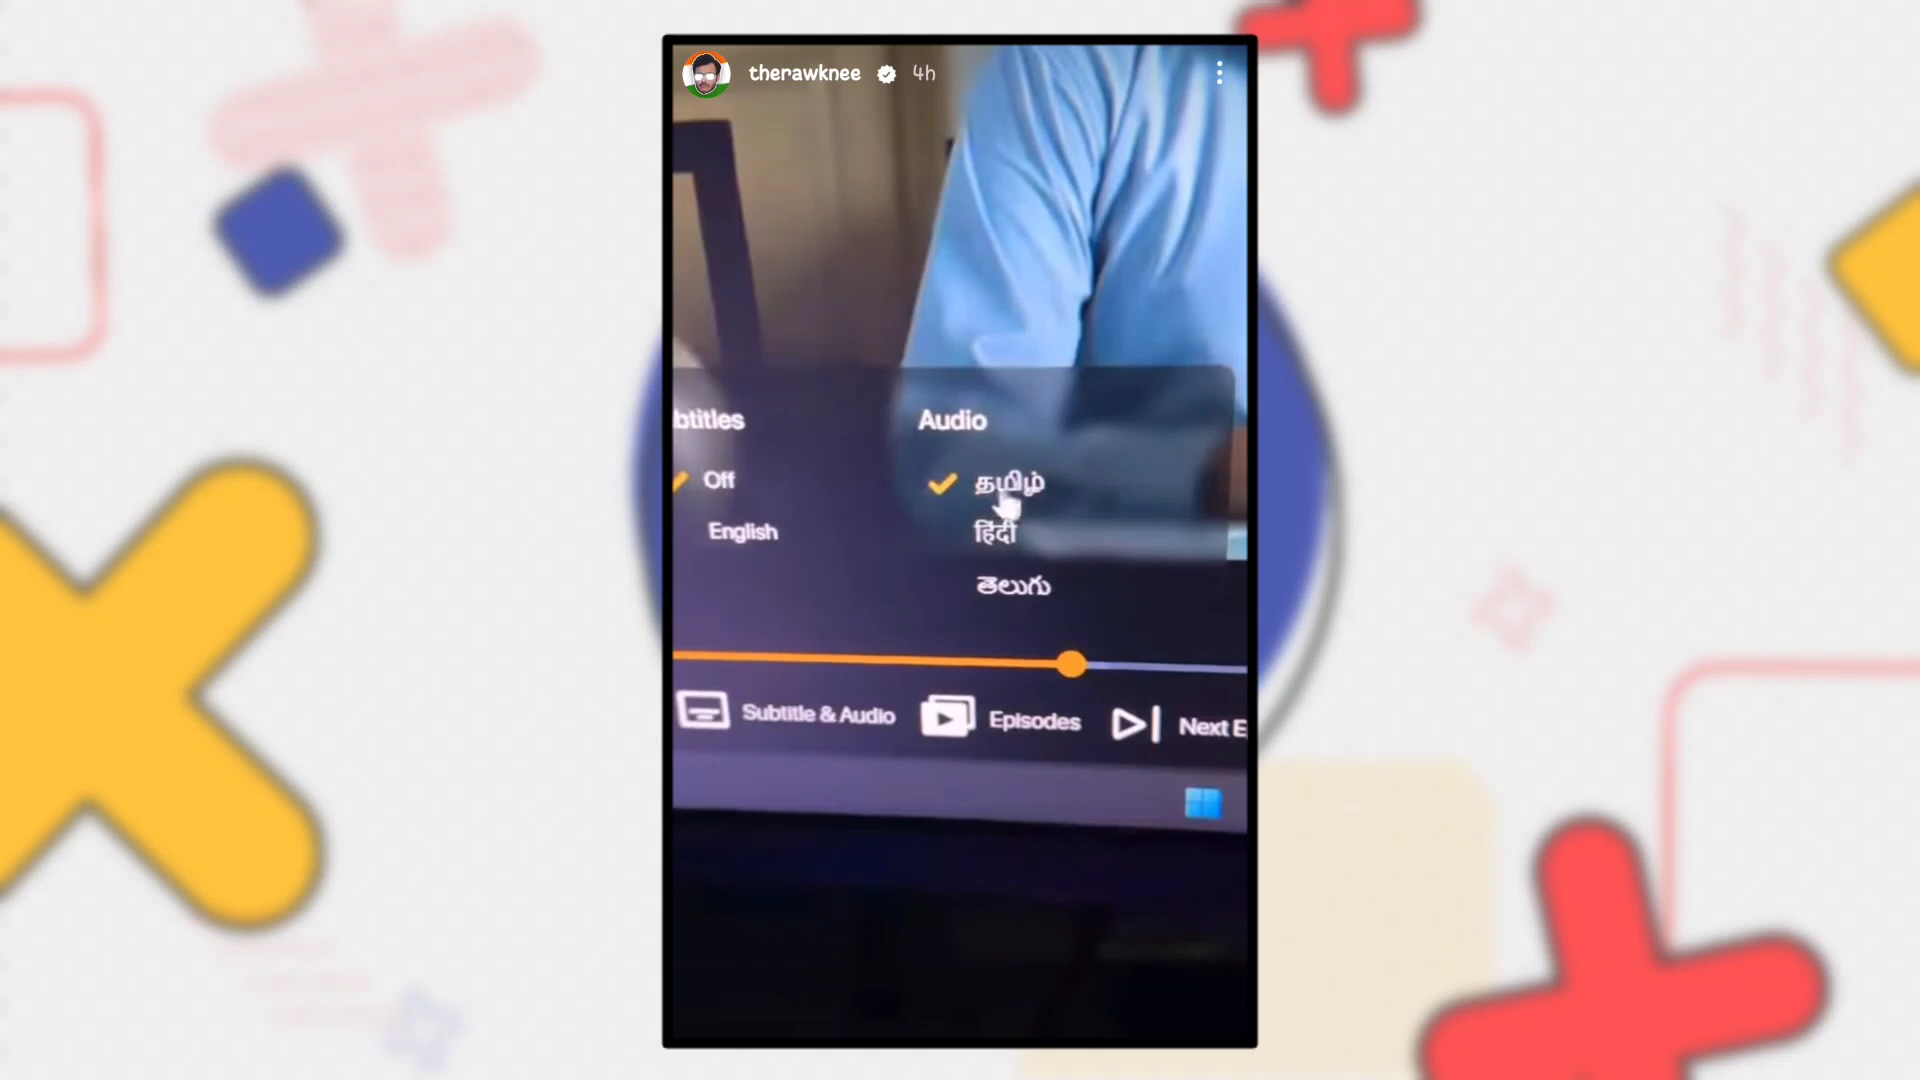 therawknee 4h
btitles Audio
Off தமிழ்
English हिंदी
తెలుగు
Subtitle & Audio Episodes Next E